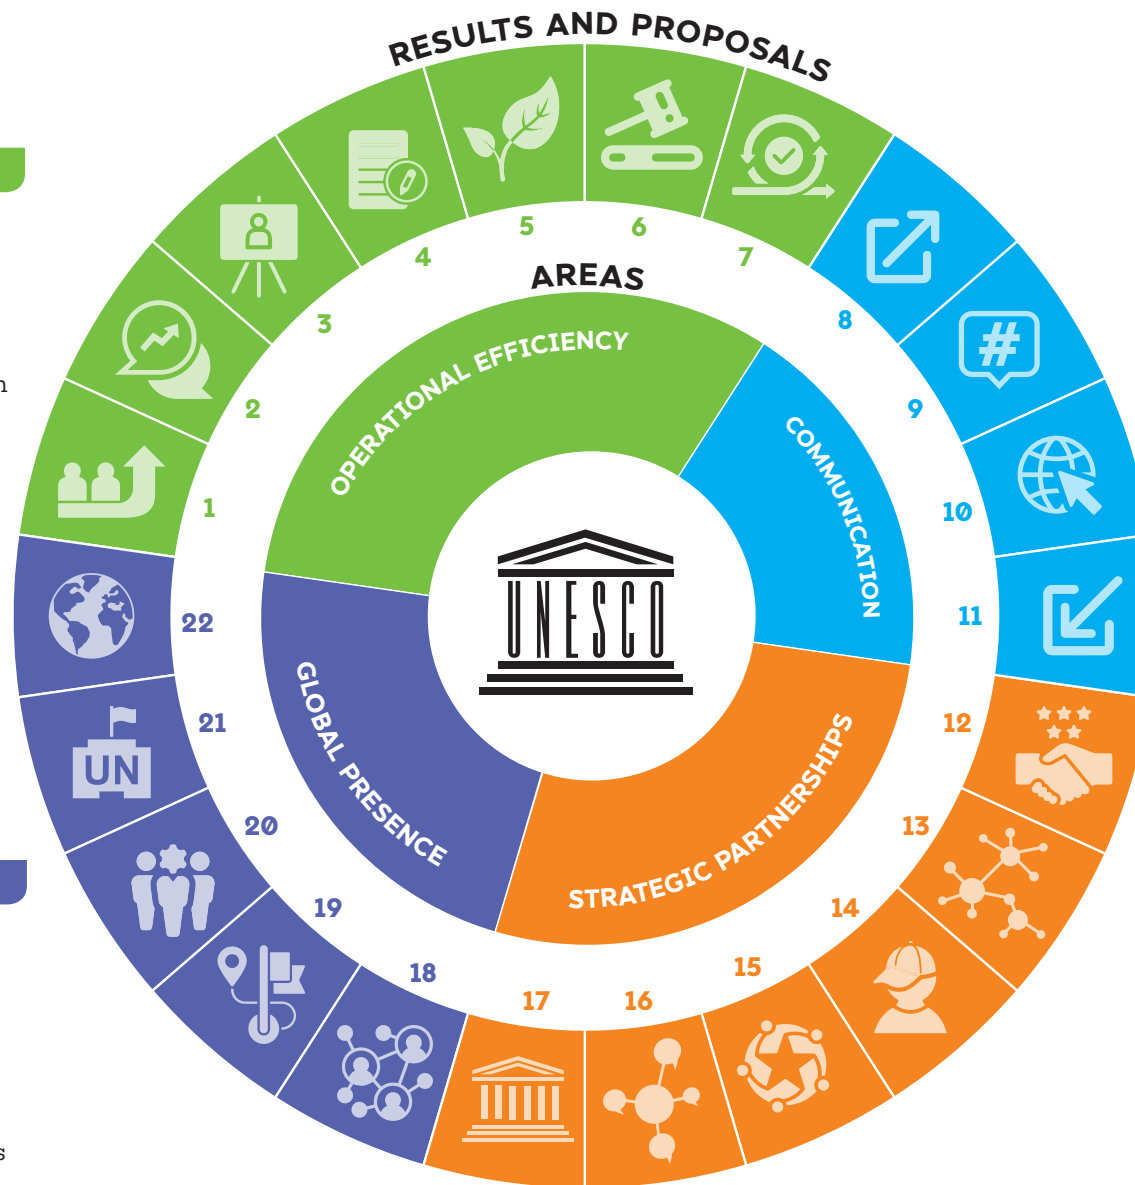 RESULTS AND PROPOSALS
AREAS
OPERATIONAL EFFICIENCY
COMMUNICATION
STRATEGIC PARTNERSHIPS
GLOBAL PRESENCE
UNESCO
1
2
3
4
5
6
7
8
9
#
10
11
12
13
14
15
16
17
18
19
20
21
UN
22
n
s